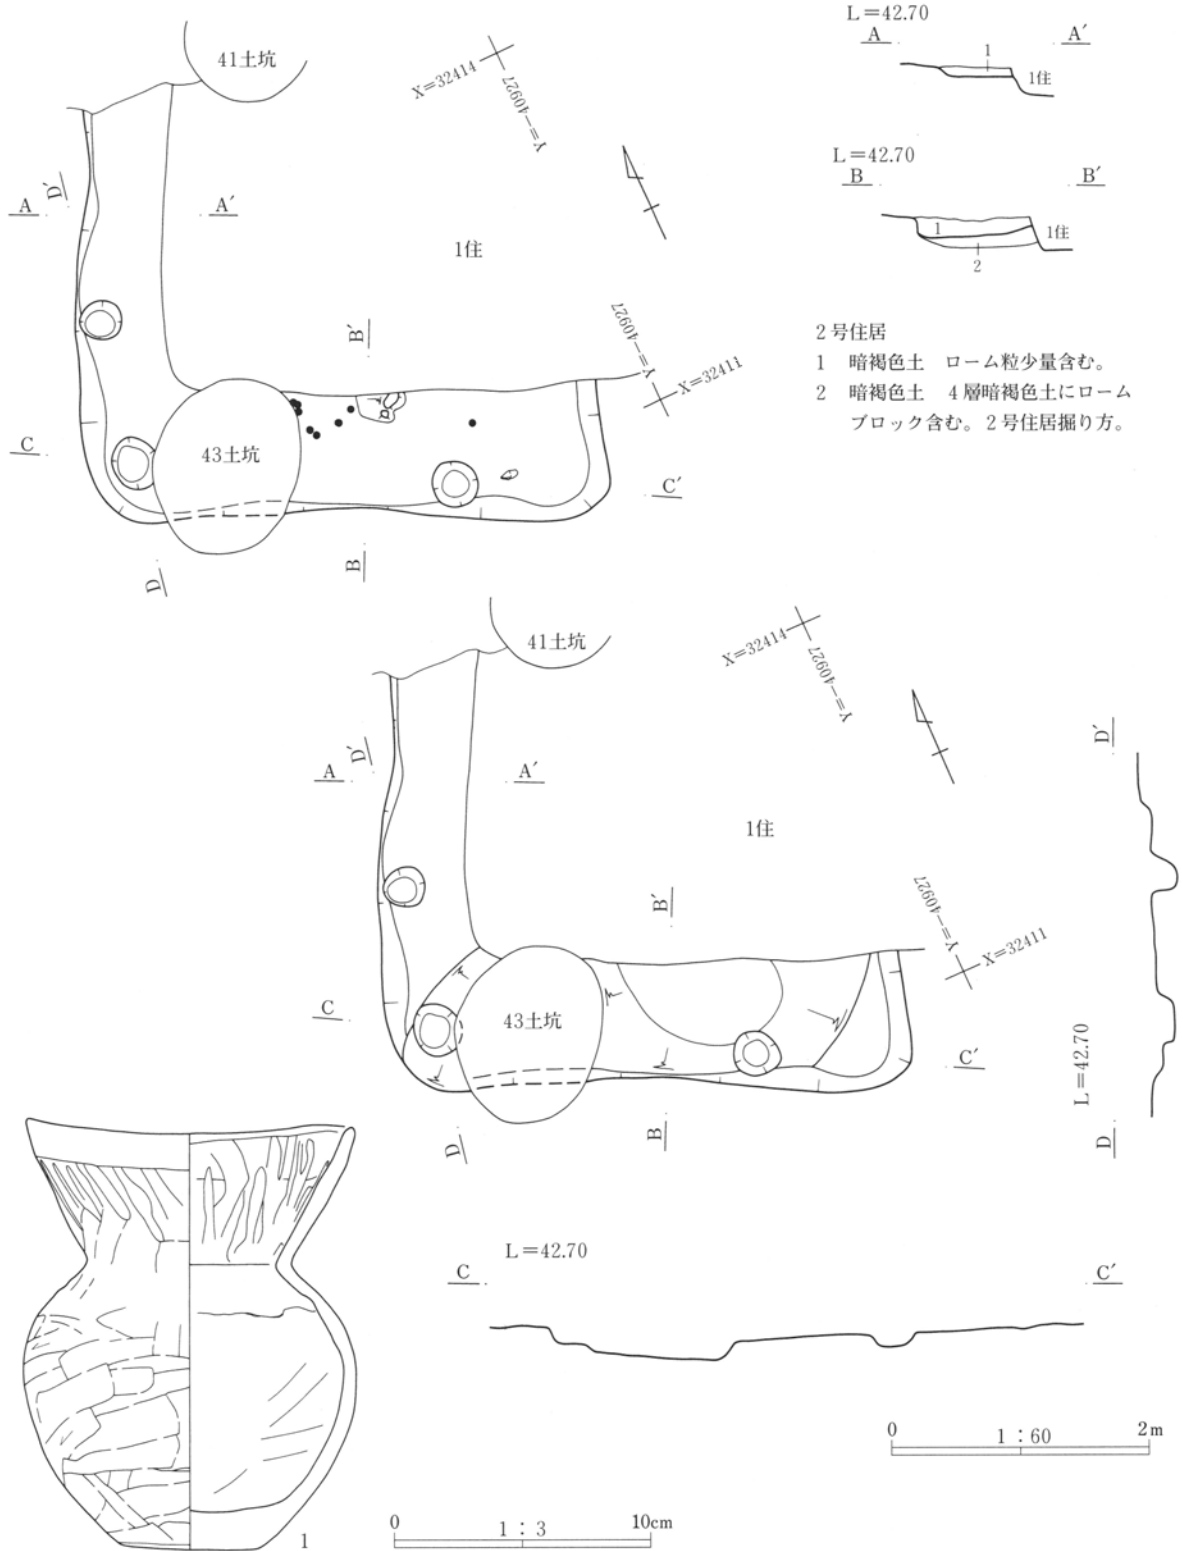 41土坑
X=32414
Y=-40927
A
D′
A′
1住
B′
Y=-40927
X=32411
C
43土坑
C′
D
B
L=42.70
A
A′
1
1住
L=42.70
B
B′
1
1住
2
2号住居
1 暗褐色土 ローム粒少量含む。
2 暗褐色土 4層暗褐色土にローム
ブロック含む。2号住居掘り方。
41土坑
X=32414
Y=-40927
A
D′
A′
1住
B′
Y=-40927
X=32411
C
43土坑
C′
D
B
D′
L=42.70
D
L=42.70
C
C′
0 1:60 2m
1
0 1:3 10cm